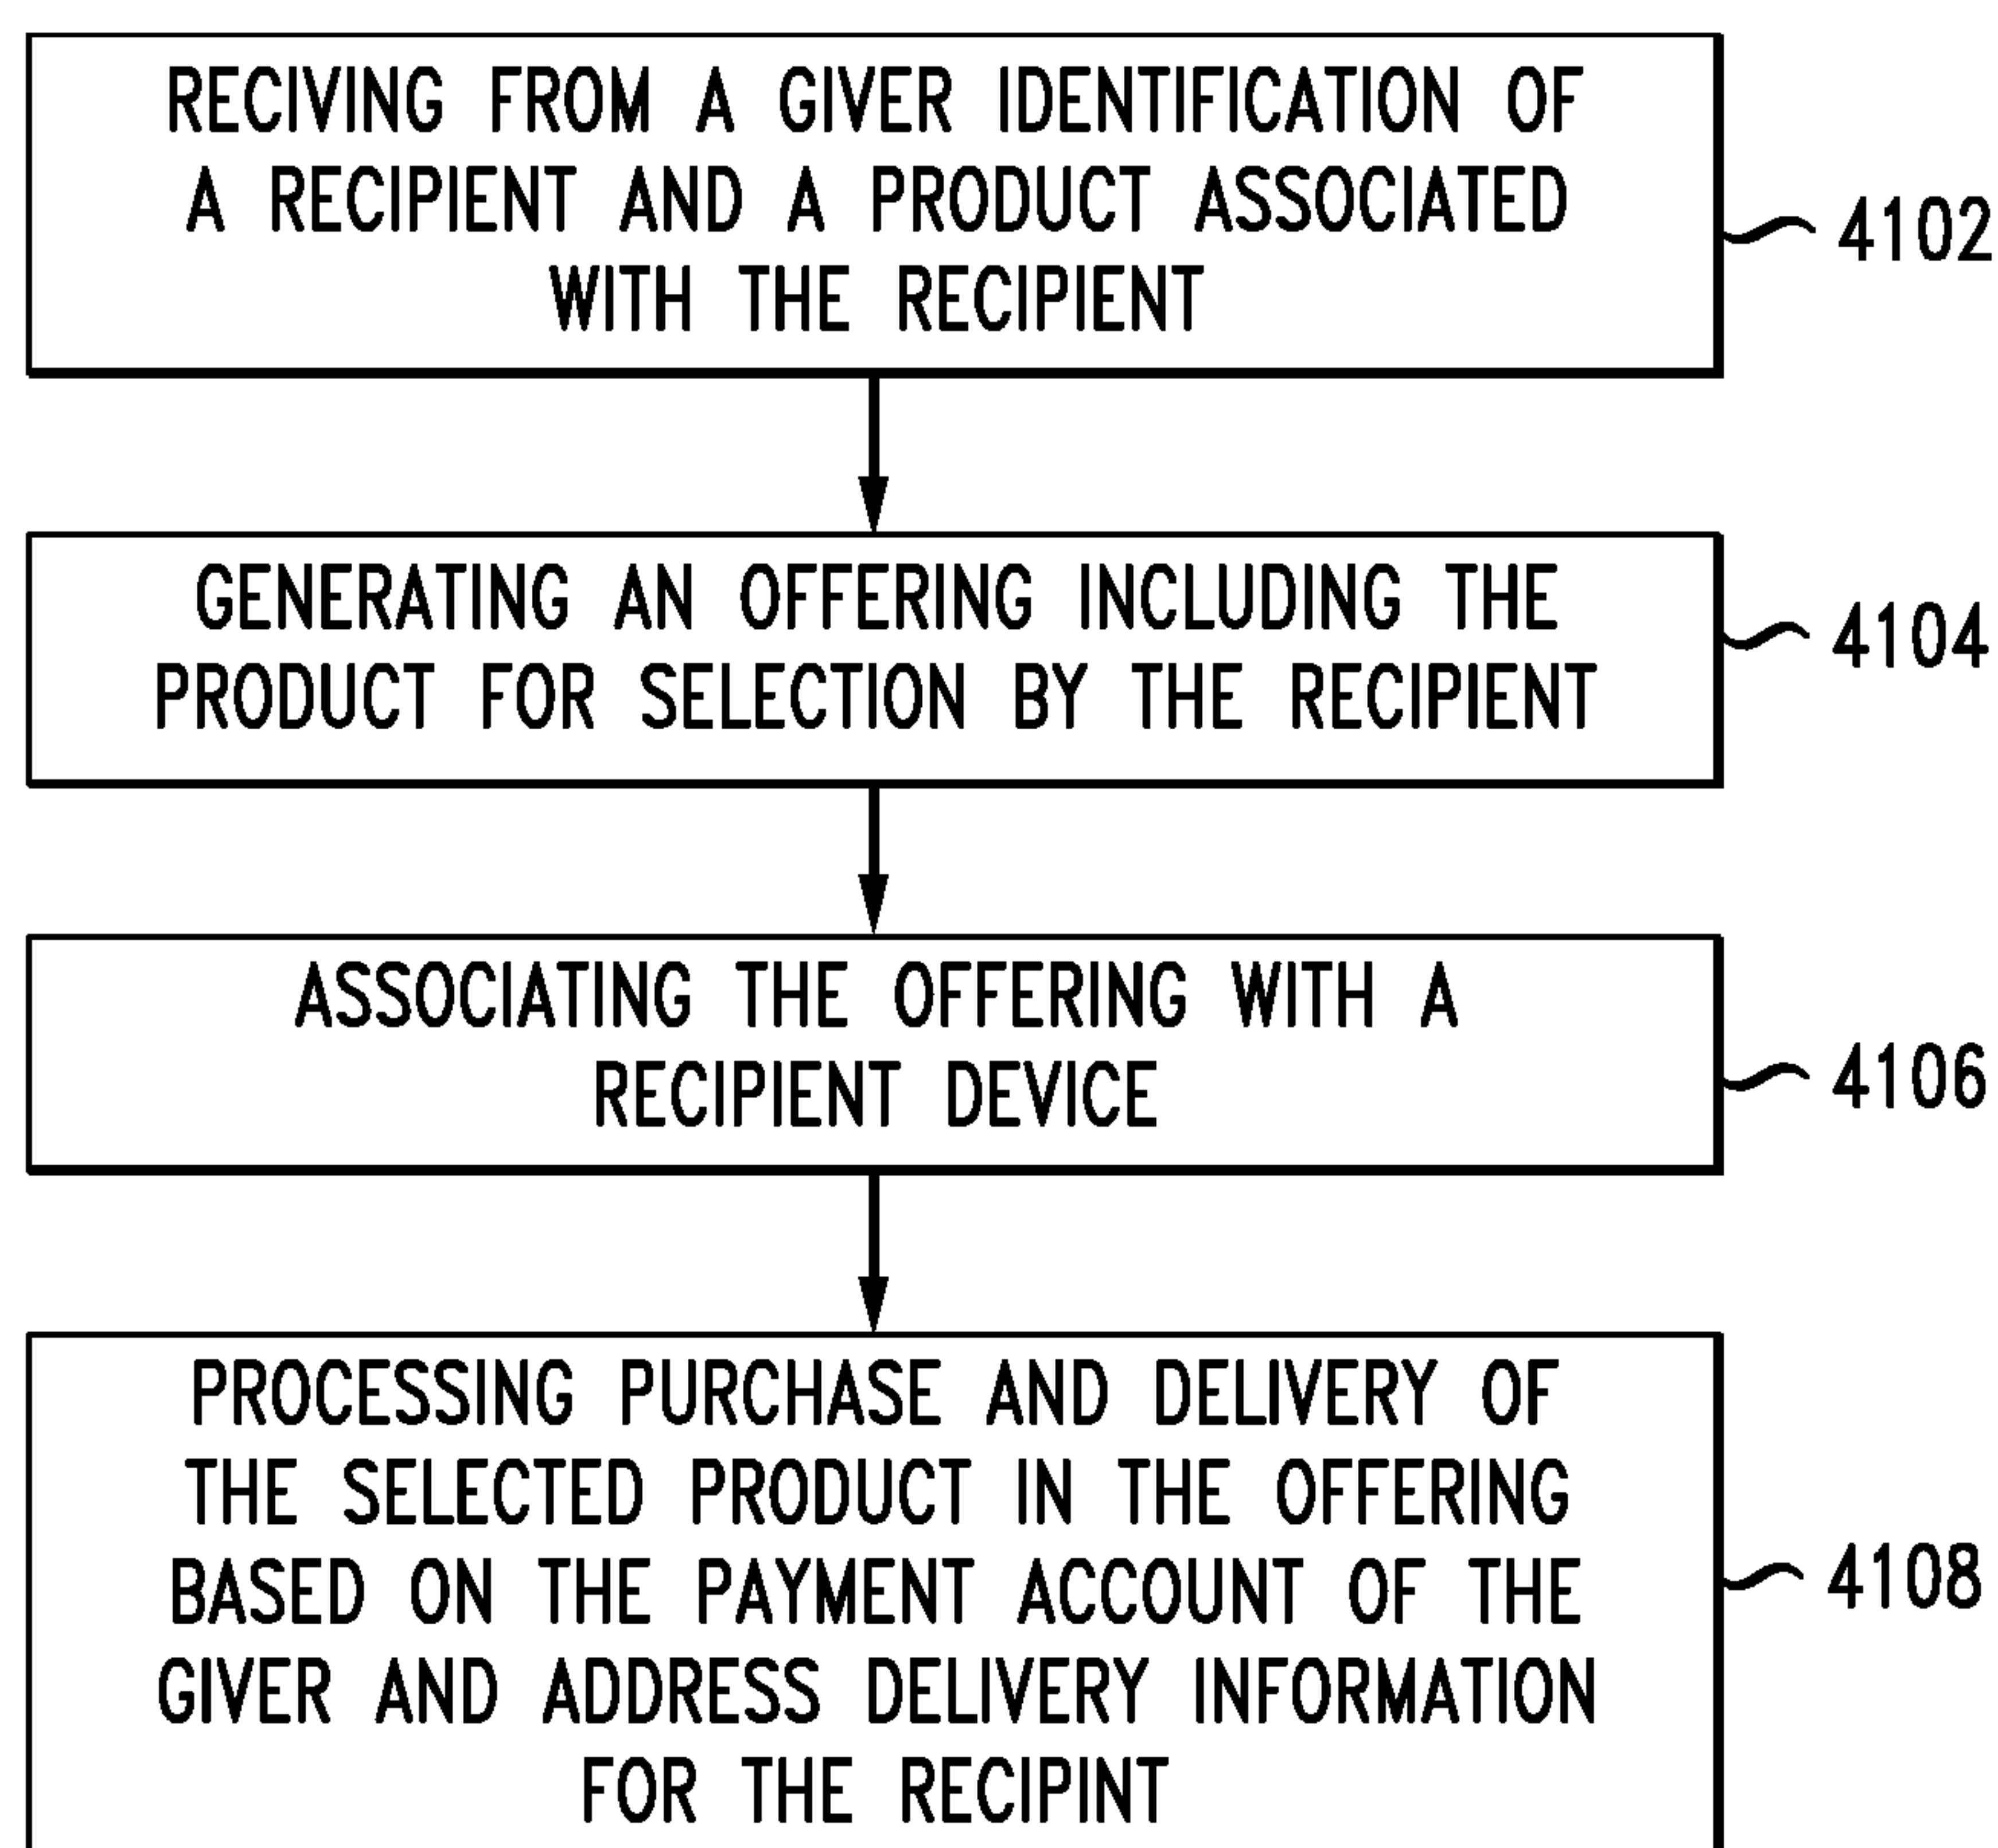 RECIVING FROM A GIVER IDENTIFICATION OF
A RECIPIENT AND A PRODUCT ASSOCIATED
WITH THE RECIPIENT
4102
GENERATING AN OFFERING INCLUDING THE
PRODUCT FOR SELECTION BY THE RECIPIENT
4104
ASSOCIATING THE OFFERING WITH A
RECIPIENT DEVICE
4106
PROCESSING PURCHASE AND DELIVERY OF
THE SELECTED PRODUCT IN THE OFFERING
BASED ON THE PAYMENT ACCOUNT OF THE
GIVER AND ADDRESS DELIVERY INFORMATION
FOR THE RECIPINT
4108